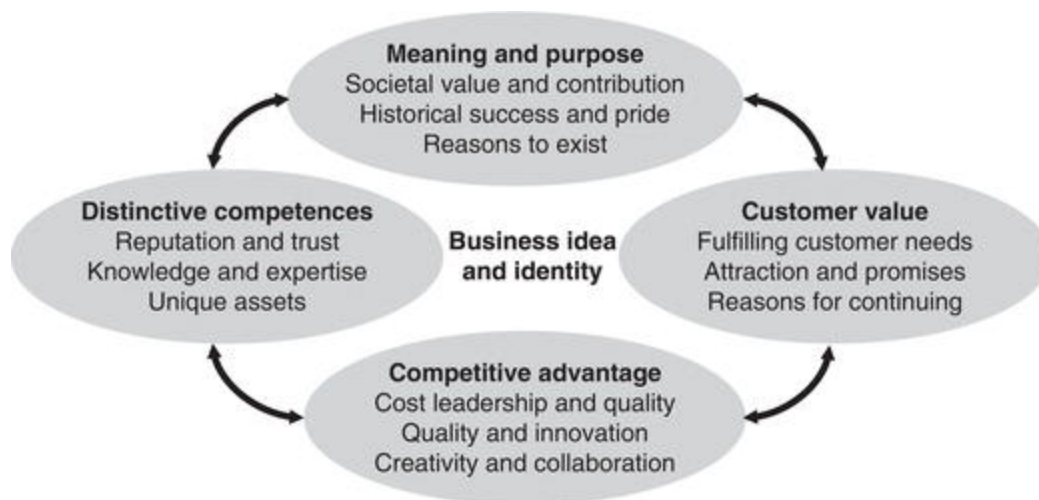 Meaning and purpose
Societal value and contribution
Historical success and pride
Reasons to exist
Distinctive competences
Reputation and trust
Knowledge and expertise
Unique assets
Business idea
and identity
Customer value
Fulfilling customer needs
Attraction and promises
Reasons for continuing
Competitive advantage
Cost leadership and quality
Quality and innovation
Creativity and collaboration